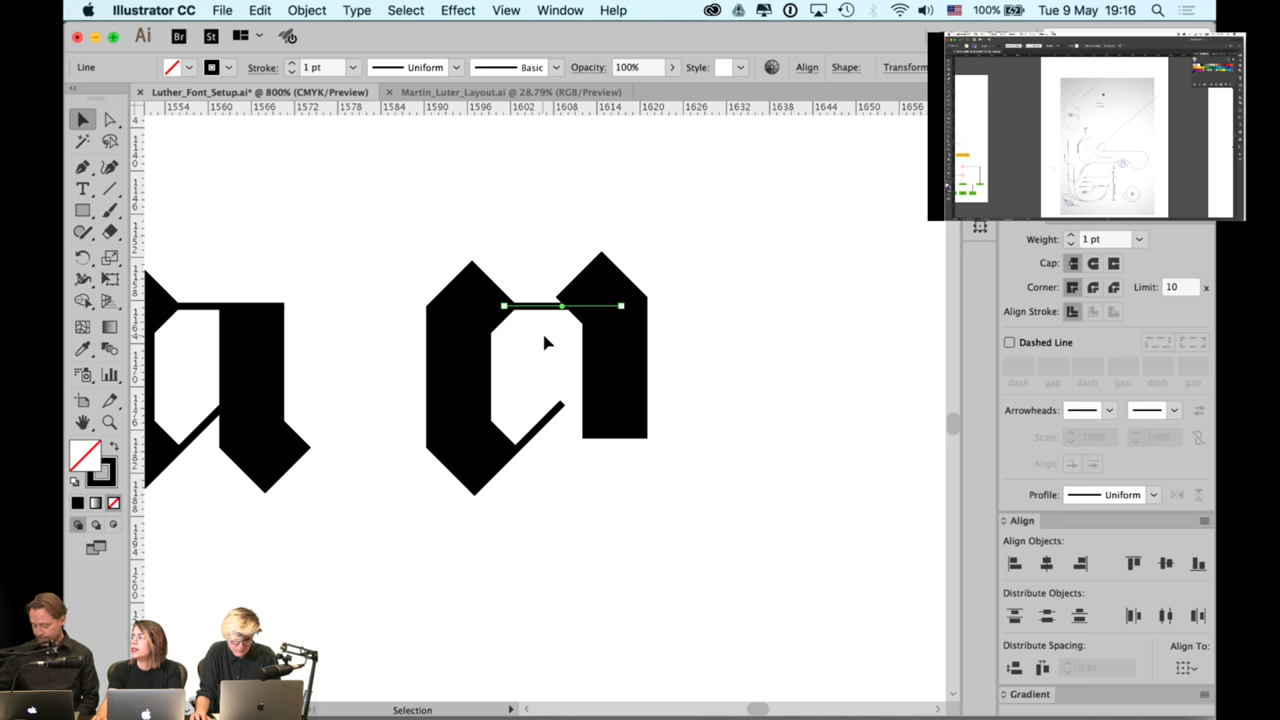 Illustrator CC File Edit Object Type Select Effect View Window Help 100% Tue 9 May 19:16
Ai Br St
Line Stroke: 1 pt Uniform Basic Opacity: 100% Style: Align Shape: Transform
× Luther_Font_Setup.ai* @ 800% (CMYK/Preview) × Martin_Luter_Layout.ai @ 28.79% (RGB/Preview)
1554 1560 1566 1572 1578 1584 1590 1596 1602 1608 1614 1620 1632 1638 1644 1650 1656
Weight: 1 pt
Cap:
Corner: Limit: 10 x
Align Stroke:
Dashed Line
dash gap dash gap dash gap
Arrowheads:
Scale: 100% 100%
Align:
Profile: Uniform
Align
Align Objects:
Distribute Objects:
Distribute Spacing: Align To:
0 pt
Gradient
Selection